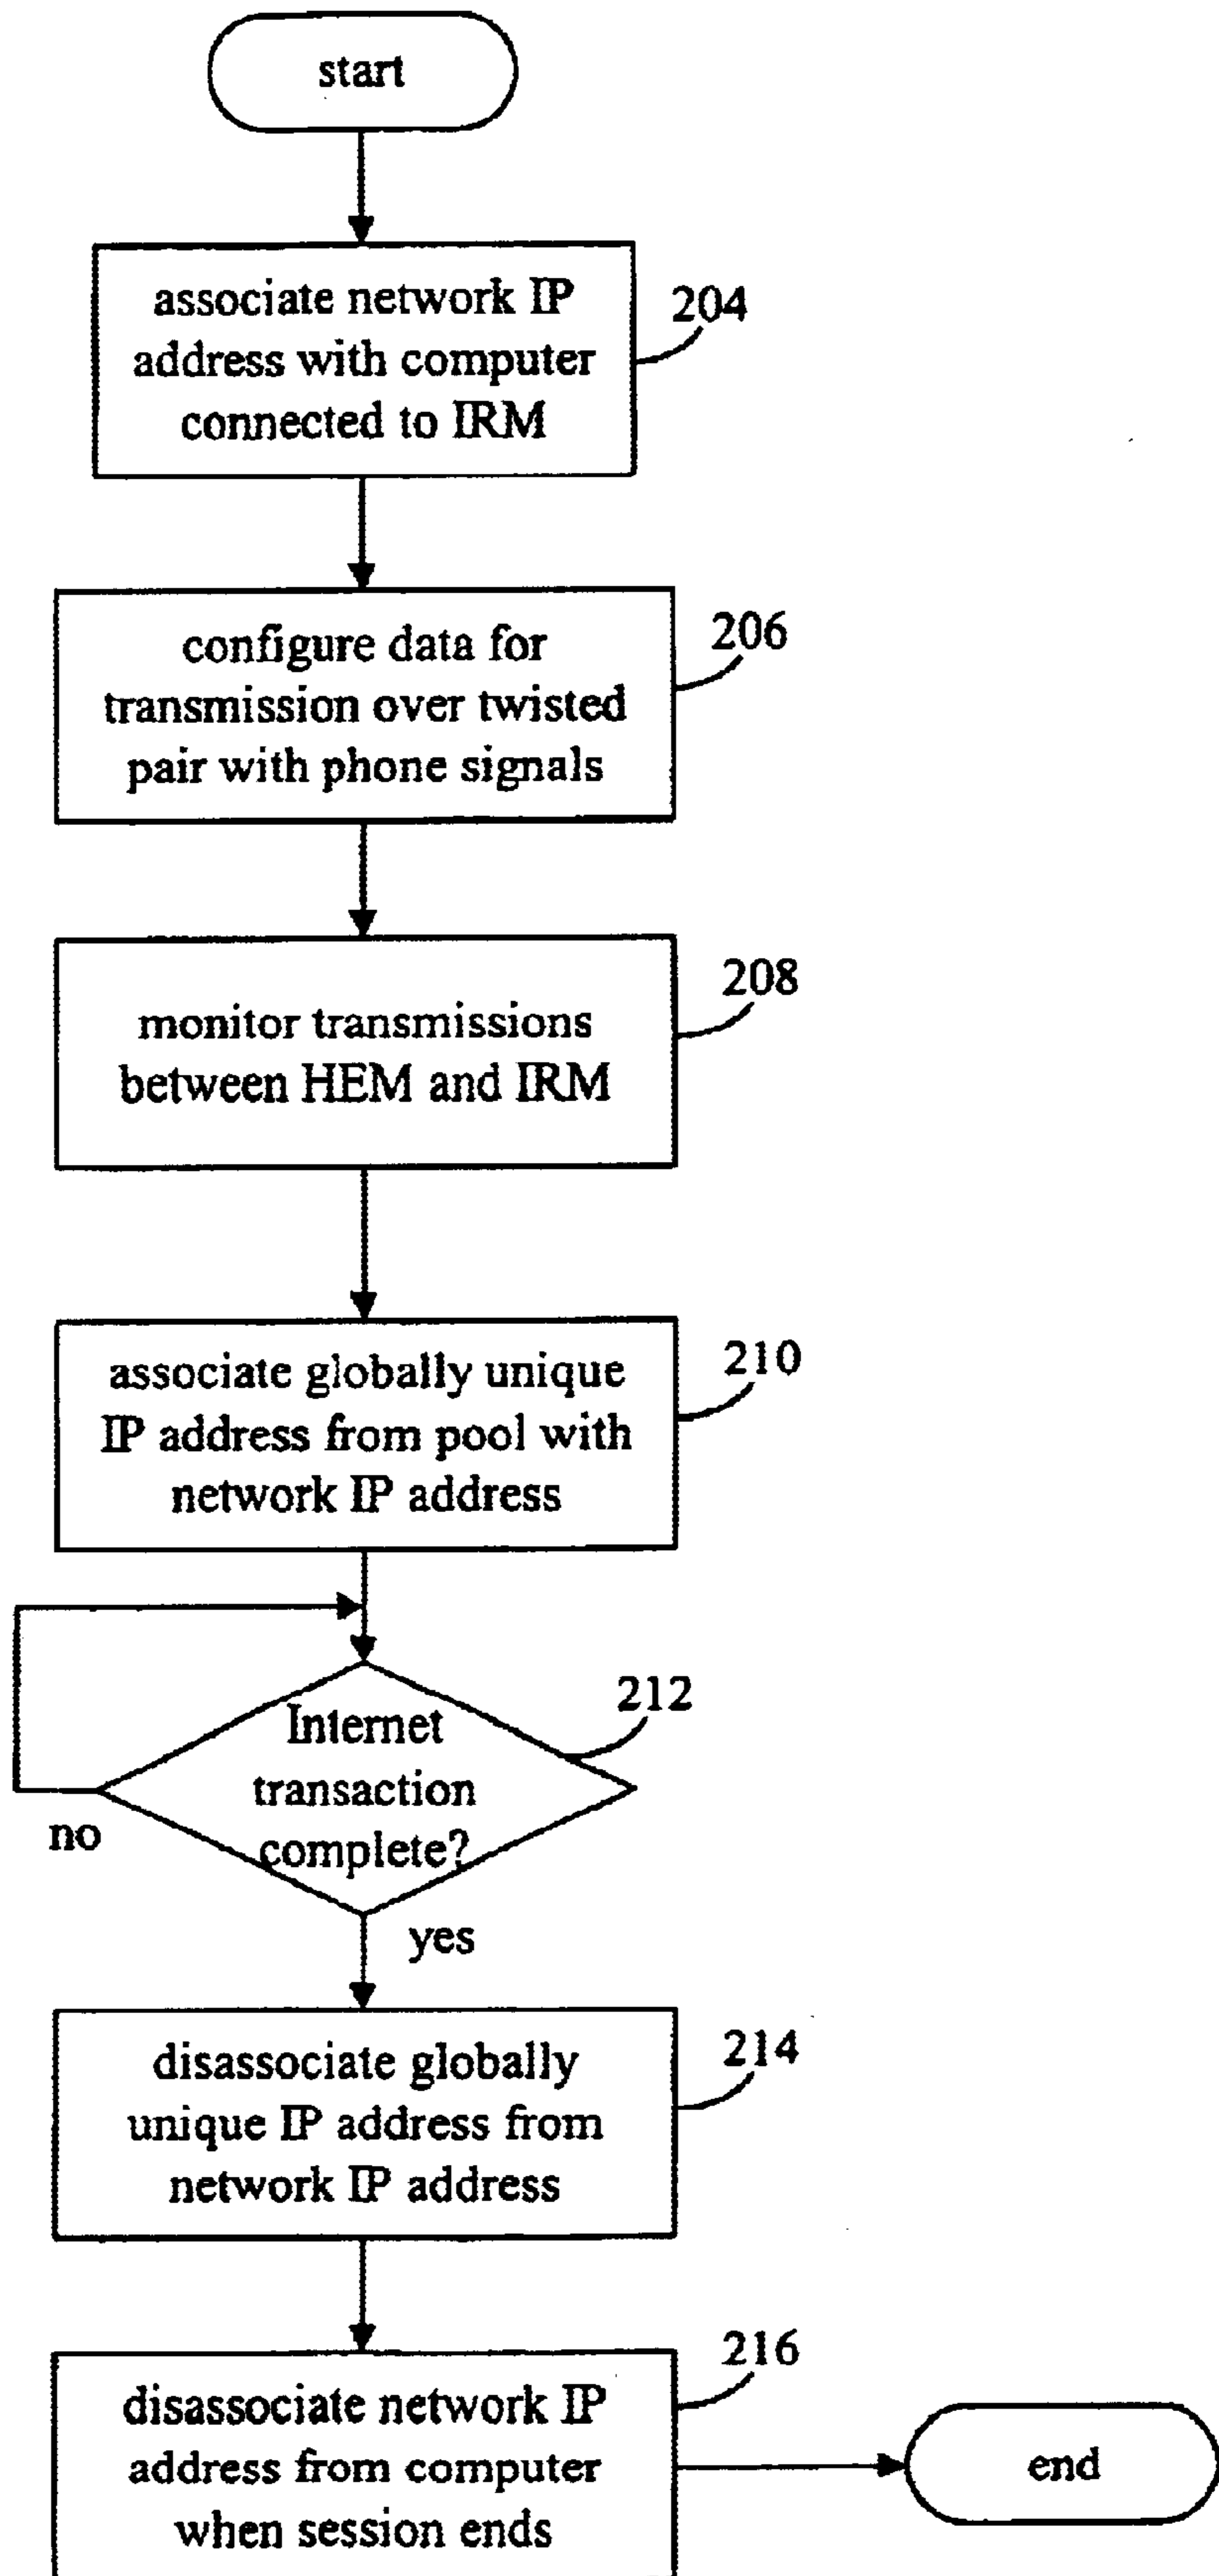 start
associate network IP
address with computer
connected to IRM
204
configure data for
transmission over twisted
pair with phone signals
206
monitor transmissions
between HEM and IRM
208
associate globally unique
IP address from pool with
network IP address
210
Internet
transaction
complete?
212
no
yes
disassociate globally
unique IP address from
network IP address
214
disassociate network IP
address from computer
when session ends
216
end